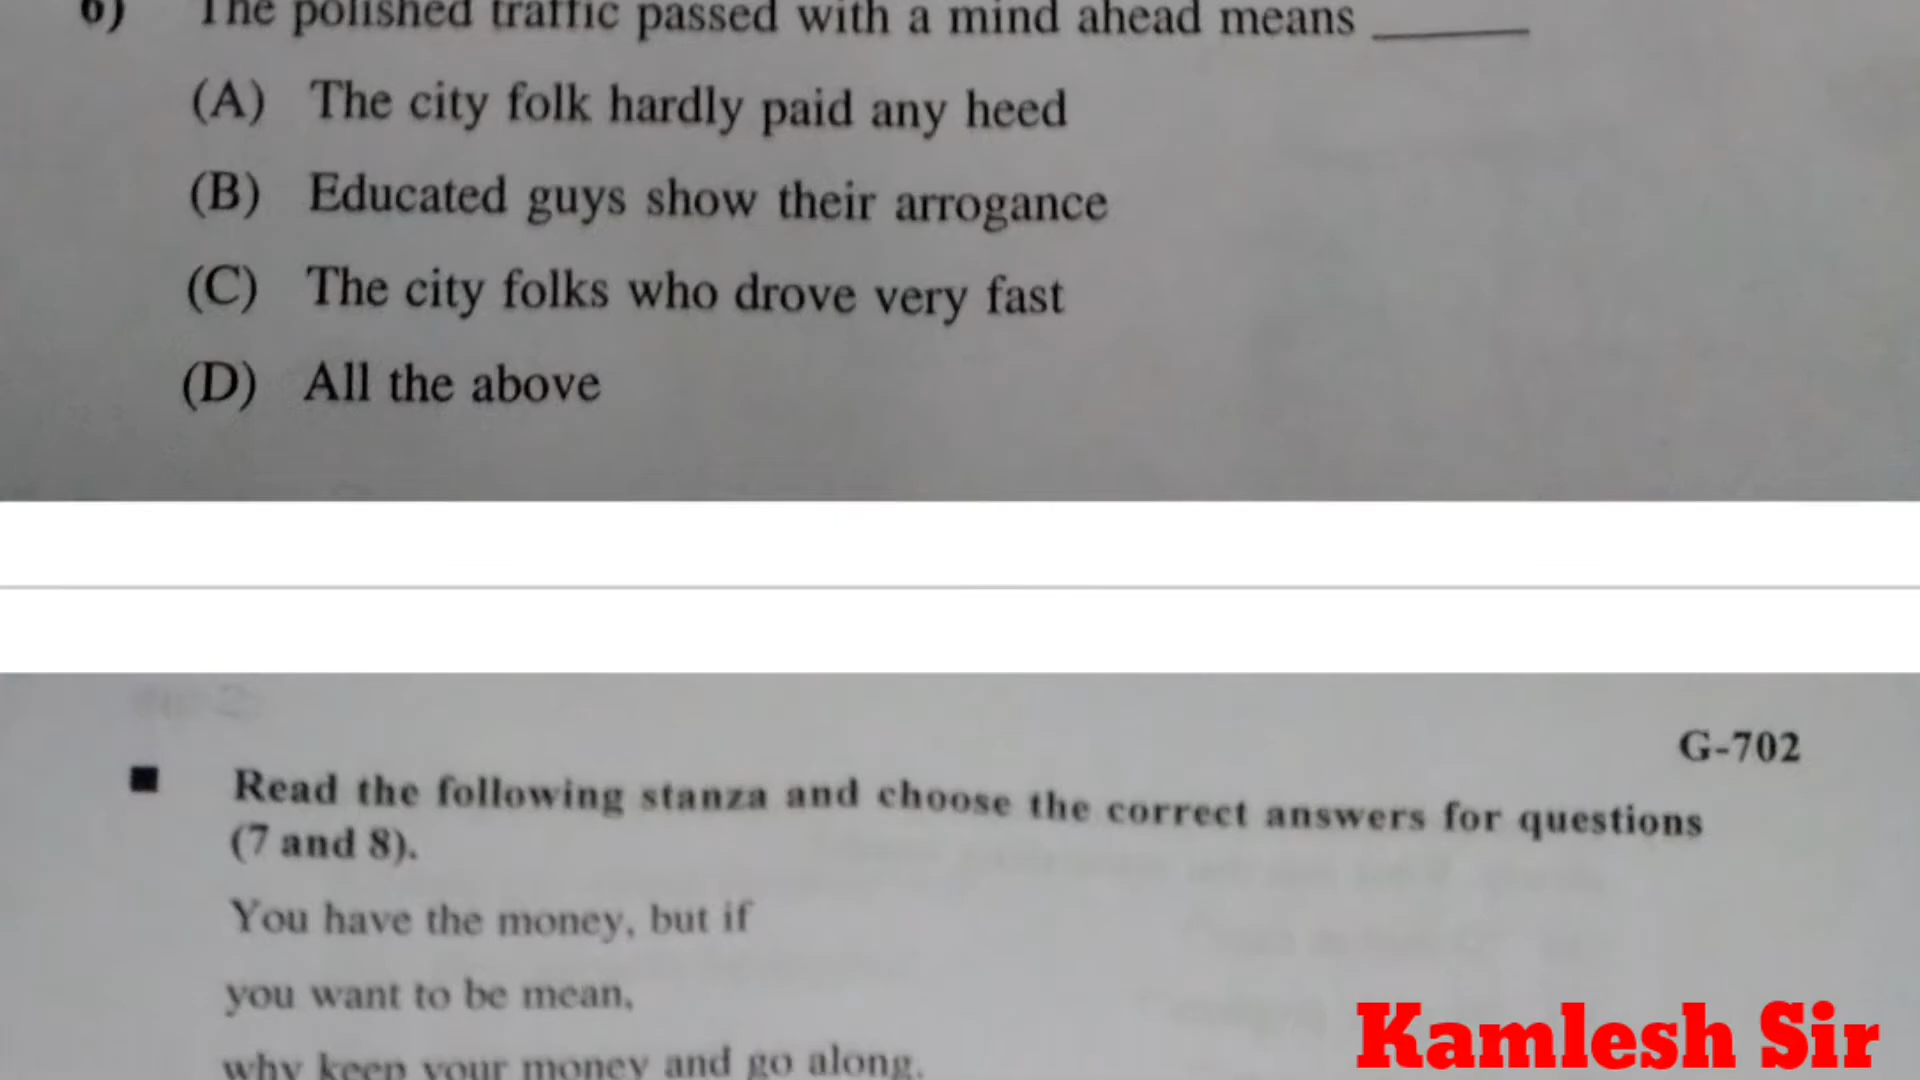 6) The polished traffic passed with a mind ahead means
(A) The city folk hardly paid any heed
(B) Educated guys show their arrogance
(C) The city folks who drove very fast
(D) All the above
G-702
Read the following stanza and choose the correct answers for questions
(7 and 8).
You have the money, but if
you want to be mean,
why keep your money and go along.
Kamlesh Sir